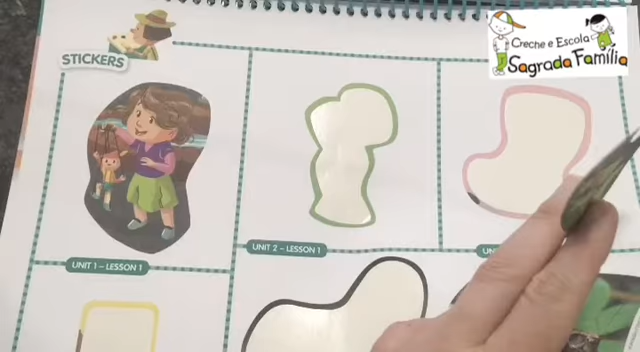 STICKERS
Creche e Escola
Sagrada Família
UNIT 1 – LESSON 1
UNIT 2 – LESSON 1